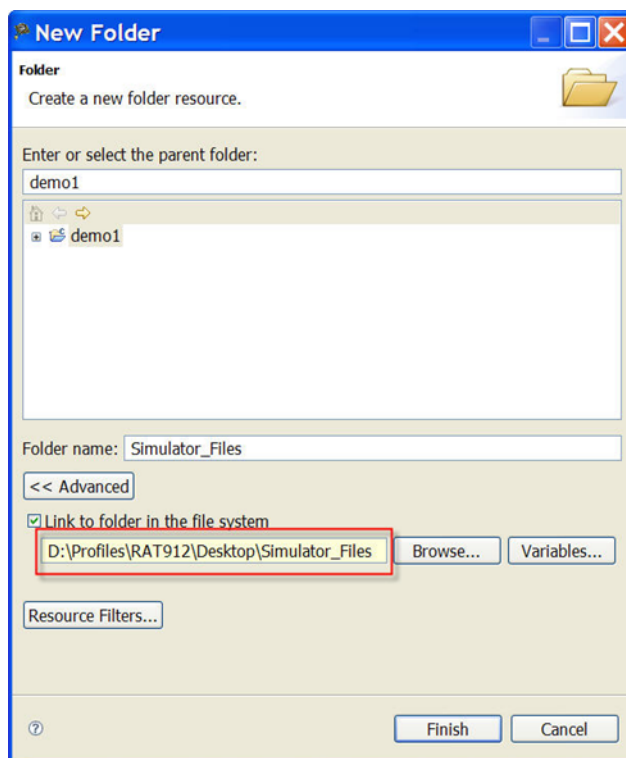 New Folder
Folder
Create a new folder resource.
Enter or select the parent folder:
demo1
demo1
Folder name: Simulator_Files
<< Advanced
Link to folder in the file system
D:\Profiles\RAT912\Desktop\Simulator_Files Browse... Variables...
Resource Filters...
? Finish Cancel